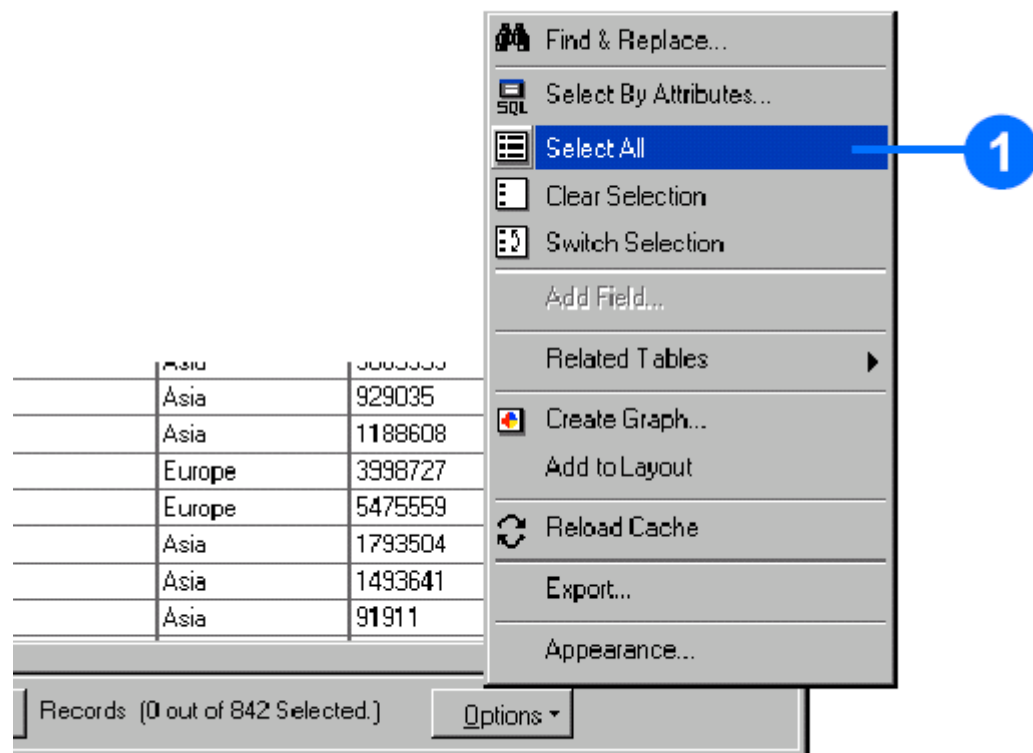 Find & Replace...
SQL
Select By Attributes...
Select All
1
Clear Selection
Switch Selection
Add Field...
Related Tables
Create Graph...
Add to Layout
Reload Cache
Export...
Appearance...
Asia
Asia 929035
Asia 1188608
Europe 3998727
Europe 5475559
Asia 1793504
Asia 1493641
Asia 91911
Records (0 out of 842 Selected.)
Options